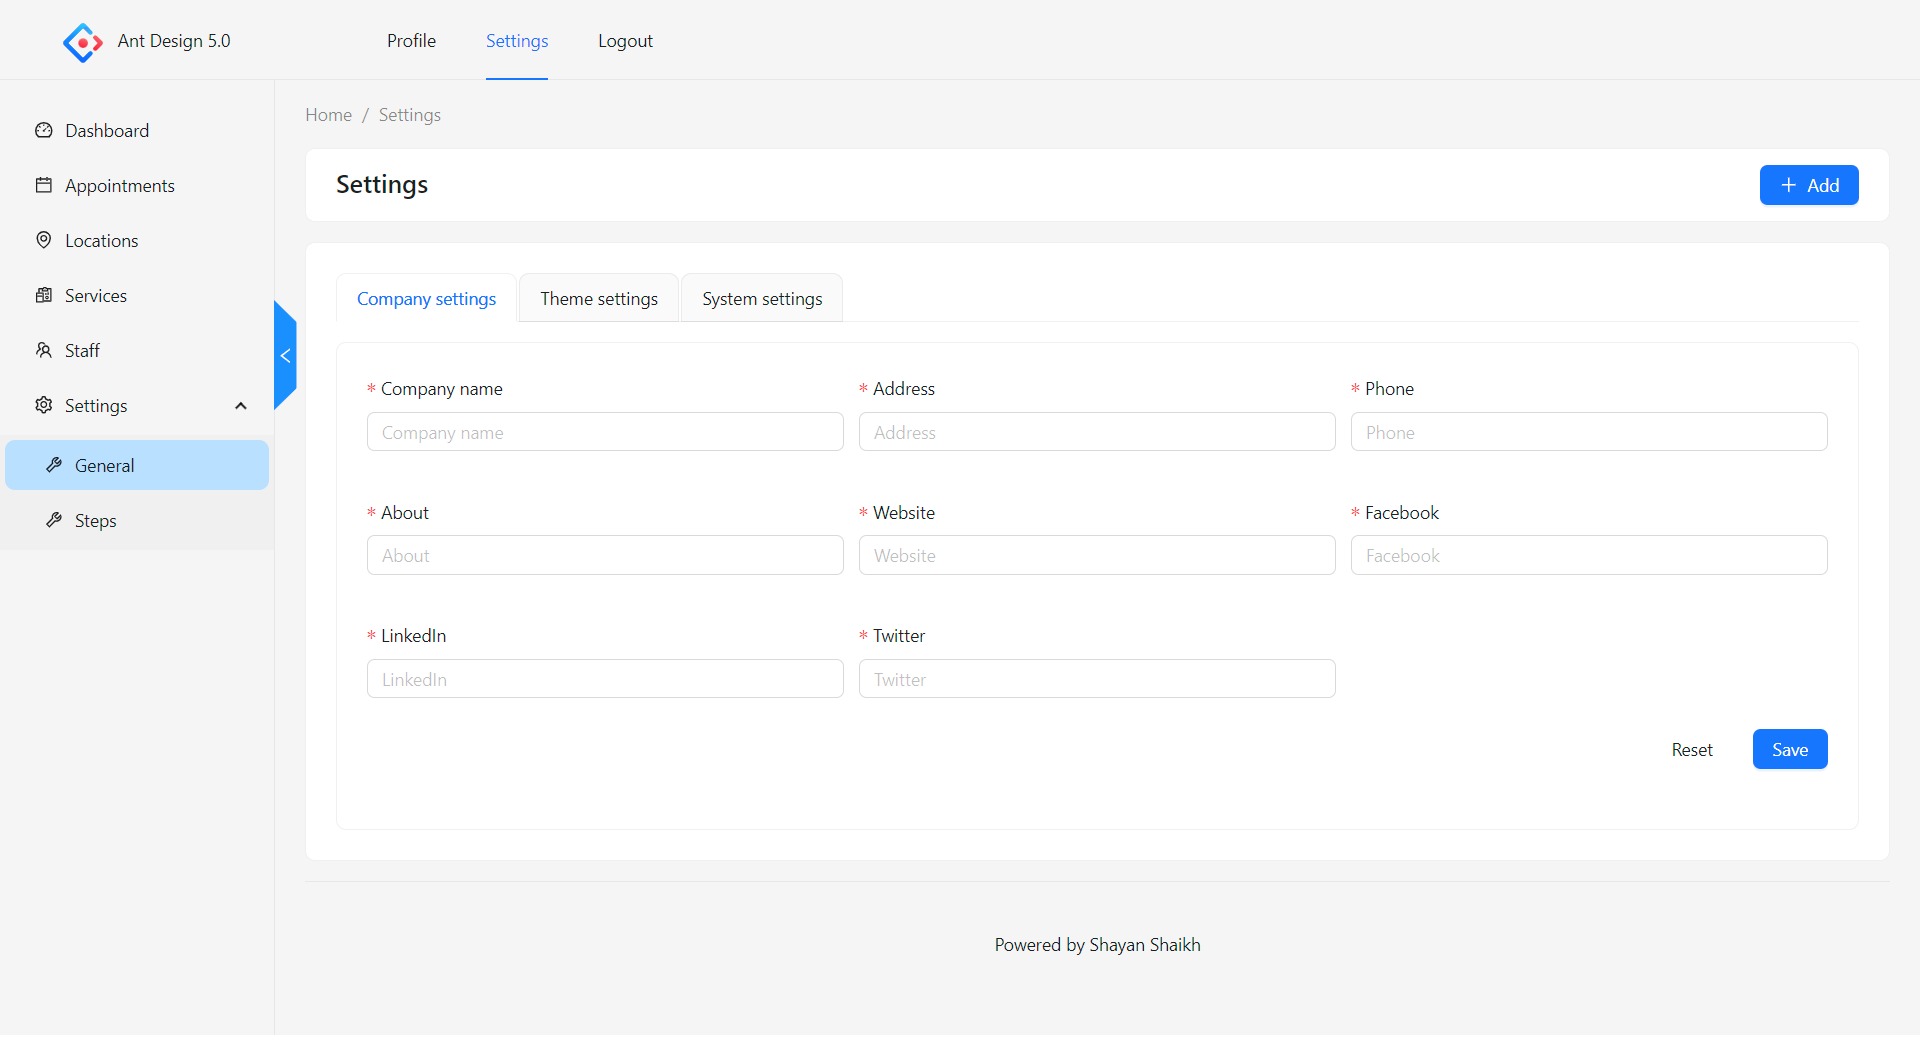 Ant Design 5.0
Profile
Settings
Logout
Dashboard
Appointments
Locations
Services
Staff
Settings
General
Steps
Home / Settings
Settings
Add
Company settings
Theme settings
System settings
* Company name
* Address
* Phone
Company name
Address
Phone
* About
* Website
* Facebook
About
Website
Facebook
* LinkedIn
* Twitter
LinkedIn
Twitter
Reset
Save
Powered by Shayan Shaikh